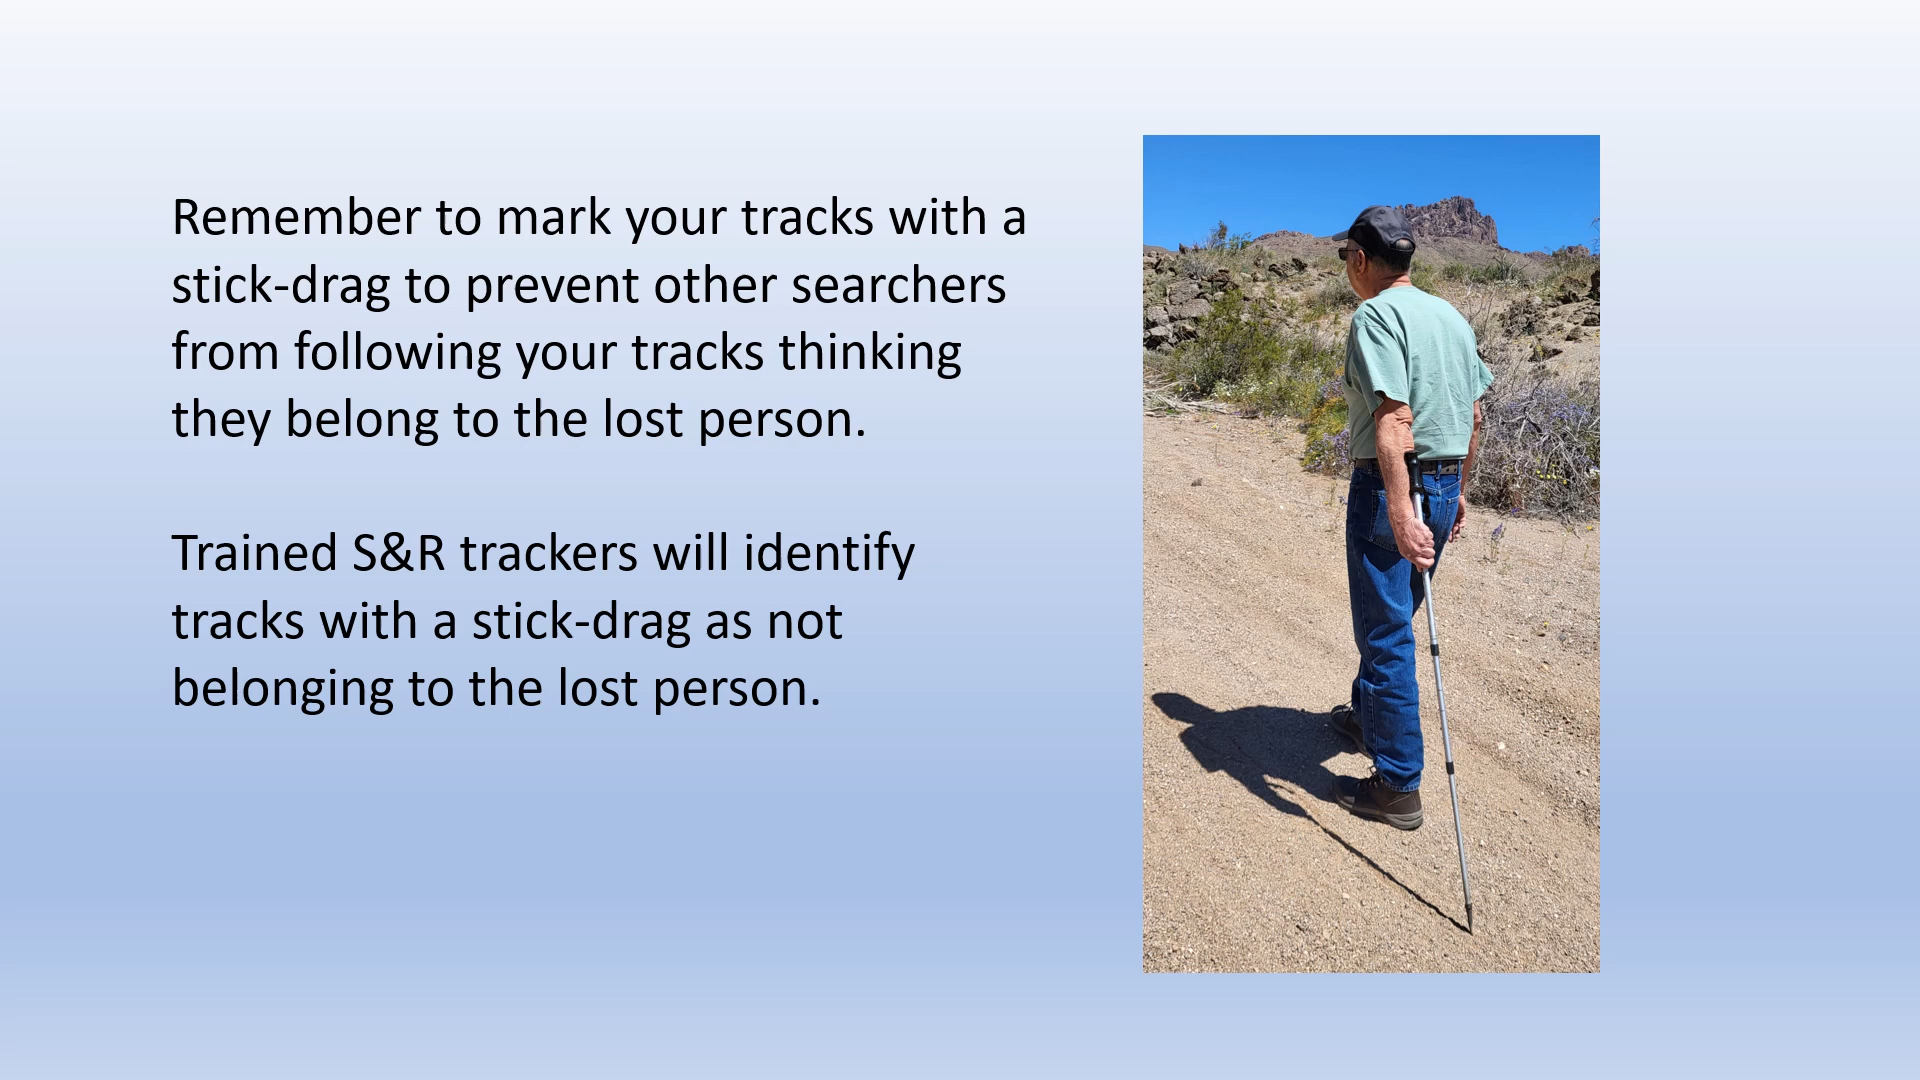 Remember to mark your tracks with a
stick-drag to prevent other searchers
from following your tracks thinking
they belong to the lost person.
Trained S&R trackers will identify
tracks with a stick-drag as not
belonging to the lost person.